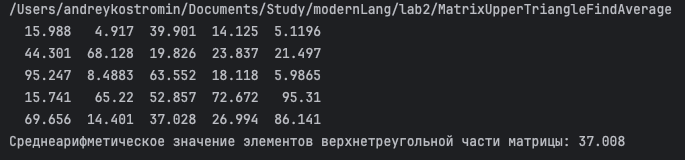 /Users/andreykostromin/Documents/Study/modernLang/lab2/MatrixUpperTriangleFindAverage
15.988 4.917 39.901 14.125 5.1196
44.301 68.128 19.826 23.837 21.497
95.247 8.4883 63.552 18.118 5.9865
15.741 65.22 52.857 72.672 95.31
69.656 14.401 37.028 26.994 86.141
Среднеарифметическое значение элементов верхнетреугольной части матрицы: 37.008